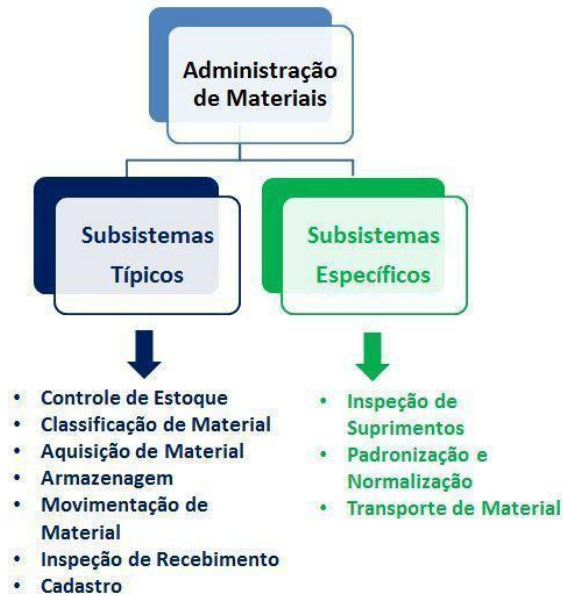 Administração
de Materiais
Subsistemas
Típicos
Subsistemas
Específicos
• Controle de Estoque
• Classificação de Material
• Aquisição de Material
• Armazenagem
• Movimentação de
Material
• Inspeção de Recebimento
• Cadastro
• Inspeção de
Suprimentos
• Padronização e
Normalização
• Transporte de Material